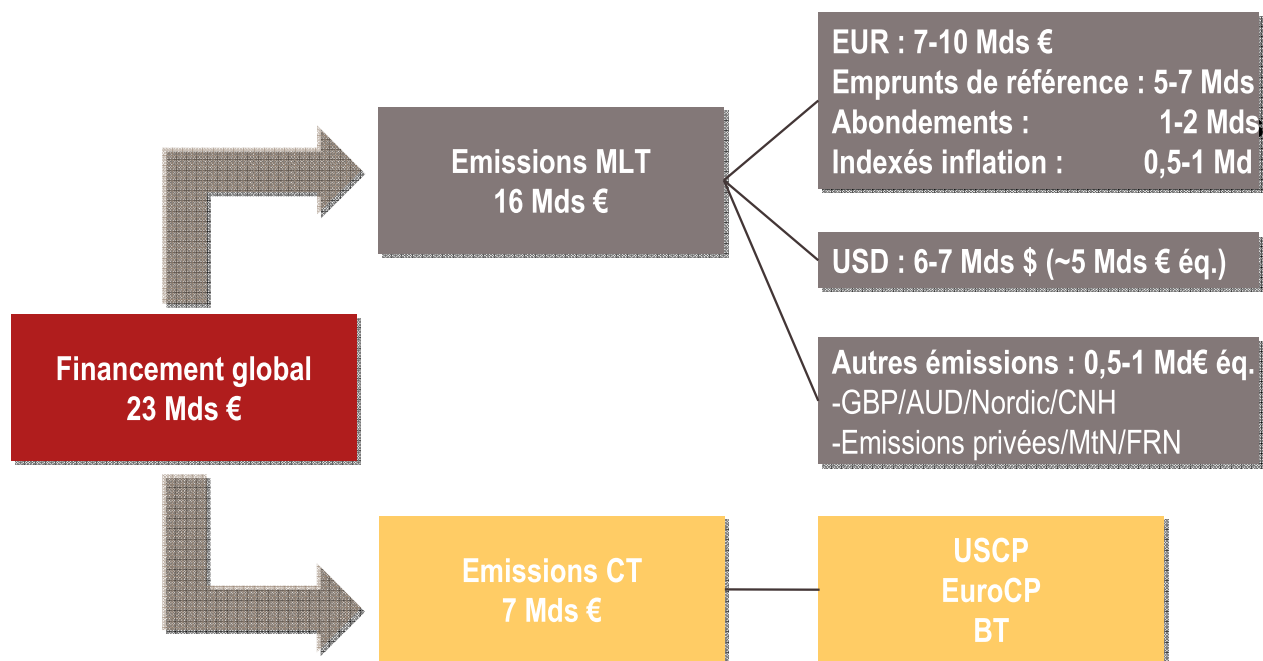 EUR : 7-10 Mds €
Emprunts de référence : 5-7 Mds
Abondements : 1-2 Mds
Indexés inflation : 0,5-1 Md
Emissions MLT
16 Mds €
USD : 6-7 Mds $ (~5 Mds € éq.)
Financement global
23 Mds €
Autres émissions : 0,5-1 Md€ éq.
-GBP/AUD/Nordic/CNH
-Emissions privées/MtN/FRN
Emissions CT
7 Mds €
USCP
EuroCP
BT